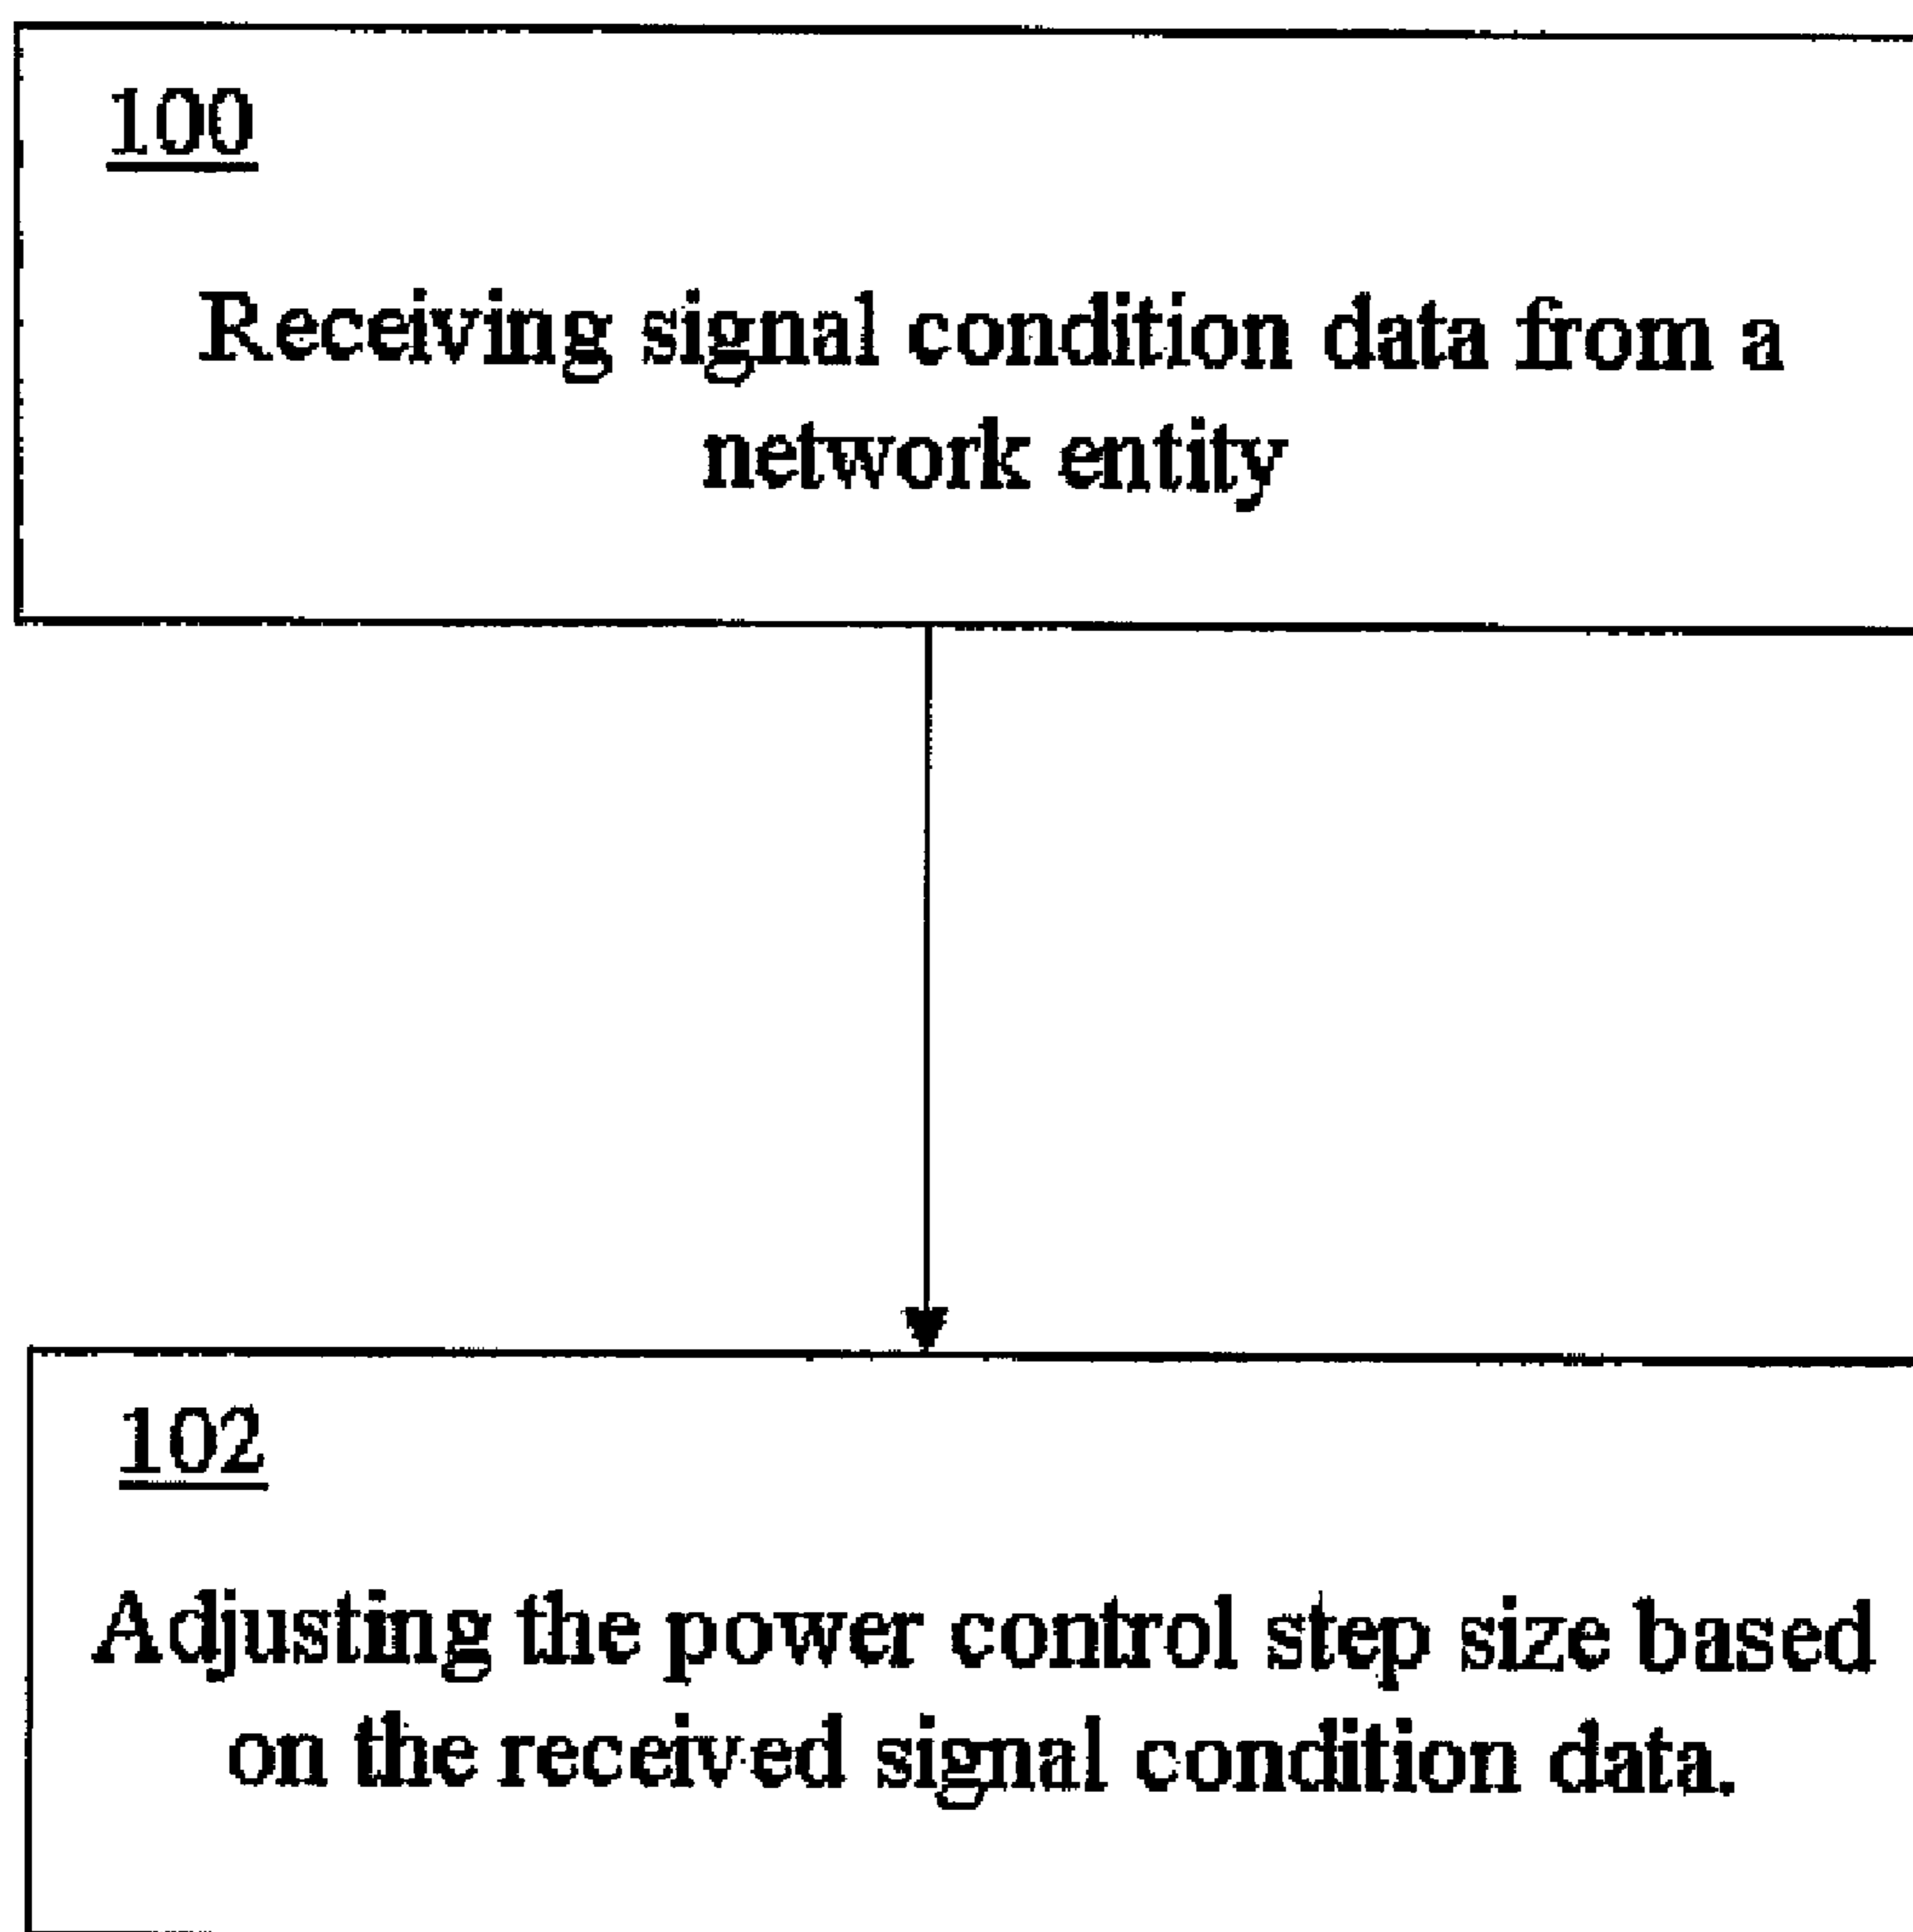 100
Receiving signal condition data from a
network entity
102
Adjusting the power control step size based
on the received signal condition data.